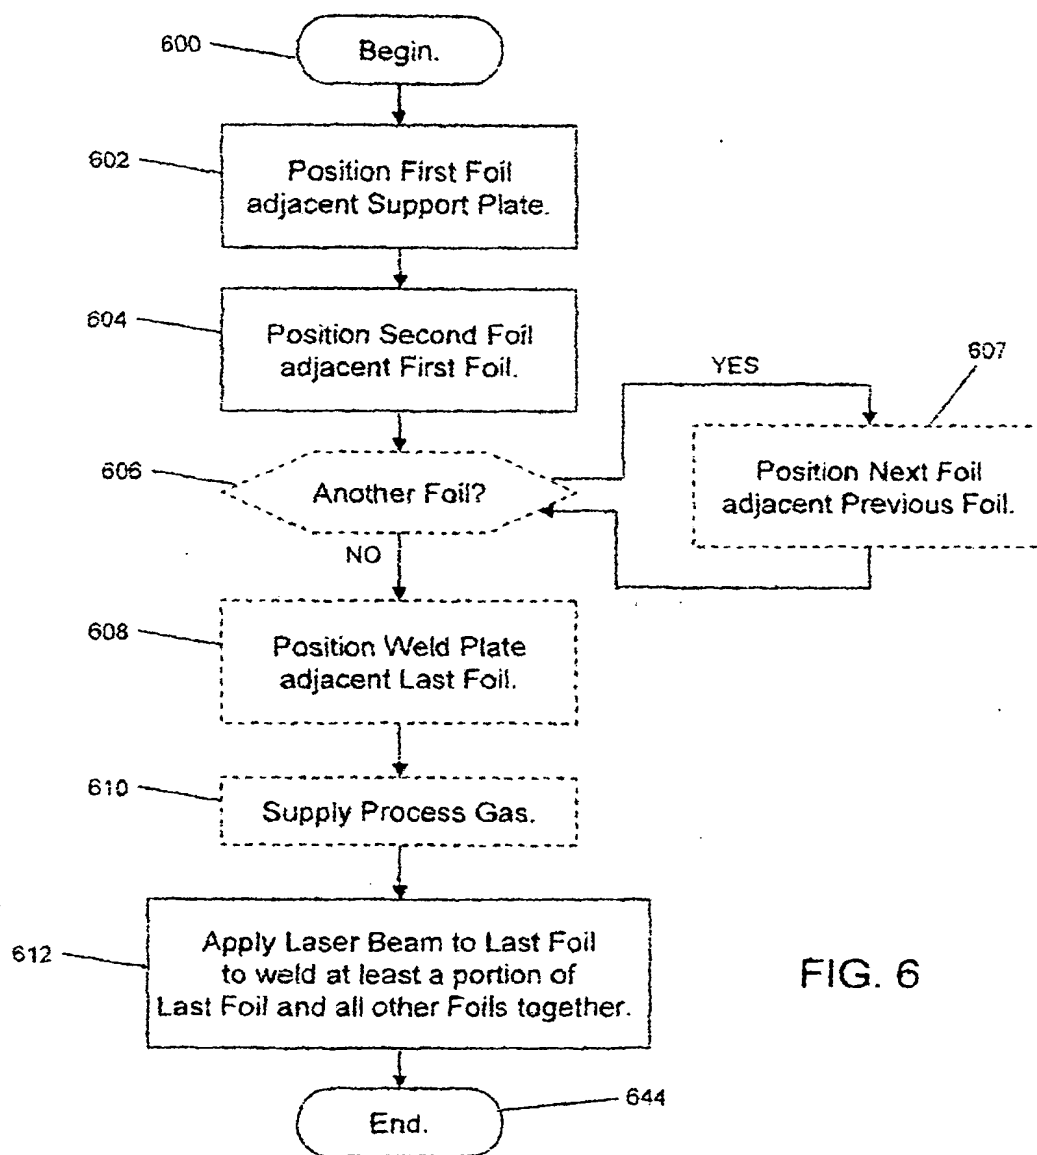 600
Begin.
602
Position First Foil
adjacent Support Plate.
604
Position Second Foil
adjacent First Foil.
YES
607
606
Another Foil?
Position Next Foil
adjacent Previous Foil.
NO
608
Position Weld Plate
adjacent Last Foil.
610
Supply Process Gas.
612
Apply Laser Beam to Last Foil
to weld at least a portion of
Last Foil and all other Foils together.
FIG. 6
End.
644